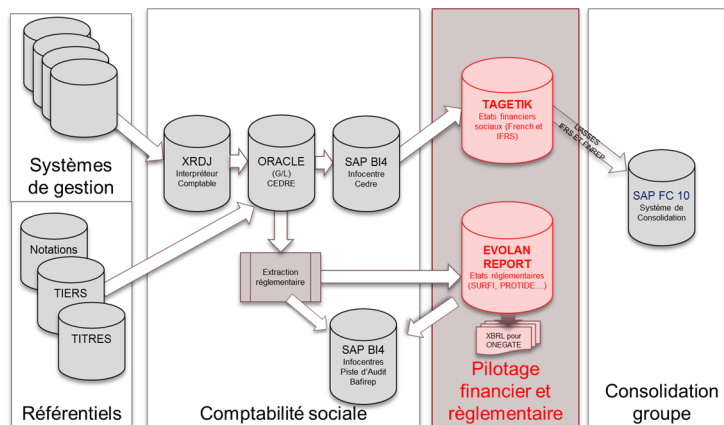 Systèmes
de gestion
Notations
TIERS
TITRES
Référentiels
XRDJ
Interpréteur
Comptable
ORACLE
(G/L)
CEDRE
SAP BI4
Infocentre
Cedre
Extraction
réglementaire
SAP BI4
Infocentres
Piste d'Audit
Bafirep
Comptabilité sociale
TAGETIK
Etats financiers
sociaux (French et
IFRS)
EVOLAN
REPORT
Etats réglementaires
(SURFI, PROTIDE…)
XBRL pour
ONEGATE
Pilotage
financier et
règlementaire
LIASSES
IFRS ET FINREP
SAP FC 10
Système de
Consolidation
Consolidation
groupe